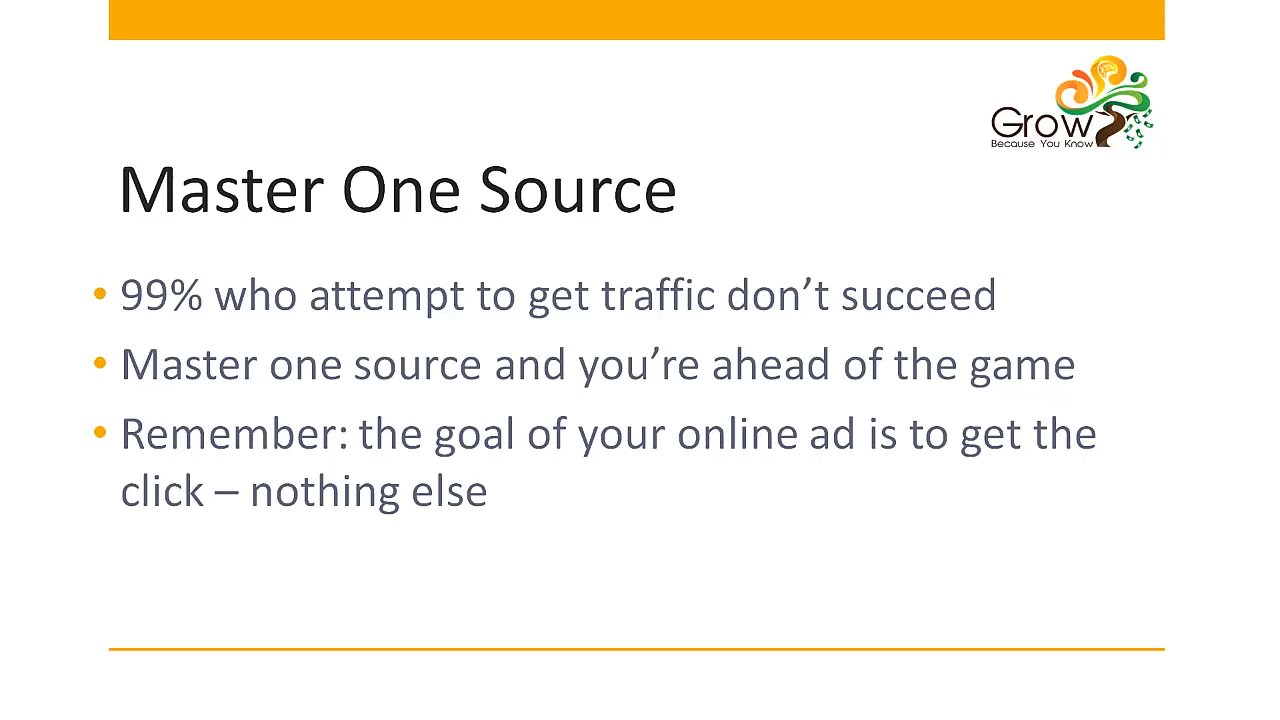 Grow
Because You Know
Master One Source
• 99% who attempt to get traffic don’t succeed
• Master one source and you’re ahead of the game
• Remember: the goal of your online ad is to get the
click – nothing else